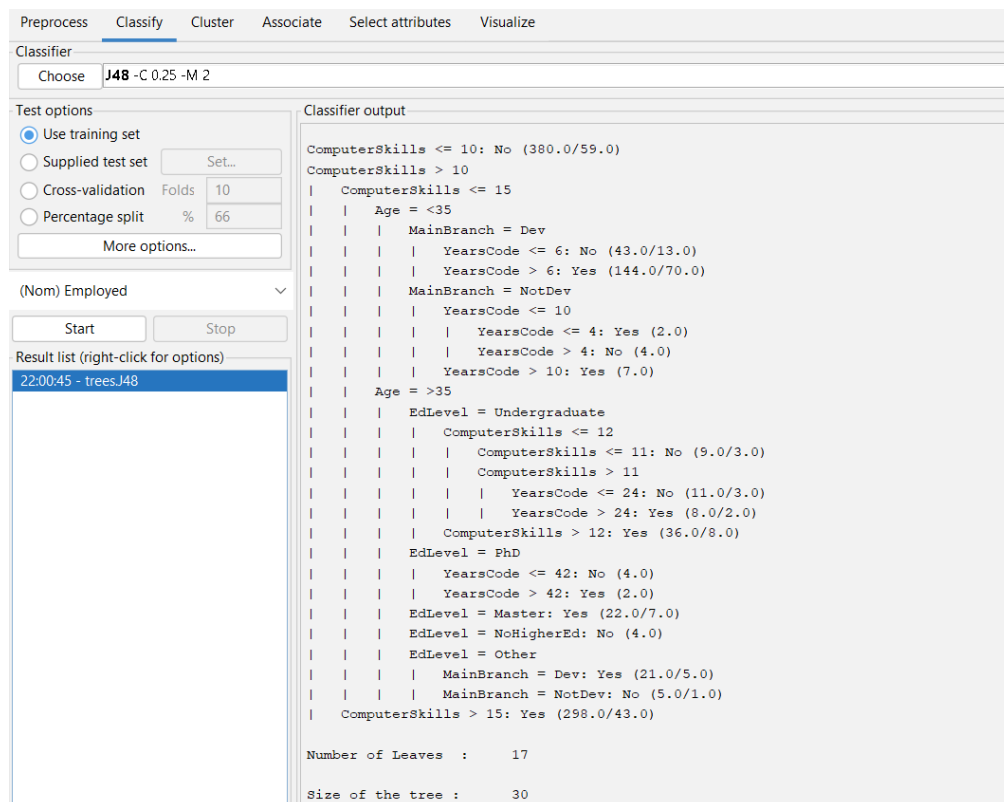 Preprocess Classify Cluster Associate Select attributes Visualize
Classifier
Choose J48 -C 0.25 -M 2
Test options
Use training set
Supplied test set Set...
Cross-validation Folds 10
Percentage split % 66
More options...
(Nom) Employed
Start Stop
Result list (right-click for options)
22:00:45 - trees.J48
Classifier output
ComputerSkills <= 10: No (380.0/59.0)
ComputerSkills > 10
|   ComputerSkills <= 15
|   |   Age = <35
|   |   |   MainBranch = Dev
|   |   |   |   YearsCode <= 6: No (43.0/13.0)
|   |   |   |   YearsCode > 6: Yes (144.0/70.0)
|   |   |   MainBranch = NotDev
|   |   |   |   YearsCode <= 10
|   |   |   |   |   YearsCode <= 4: Yes (2.0)
|   |   |   |   |   YearsCode > 4: No (4.0)
|   |   |   |   YearsCode > 10: Yes (7.0)
|   |   Age = >35
|   |   |   EdLevel = Undergraduate
|   |   |   |   ComputerSkills <= 12
|   |   |   |   |   ComputerSkills <= 11: No (9.0/3.0)
|   |   |   |   |   ComputerSkills > 11
|   |   |   |   |   |   YearsCode <= 24: No (11.0/3.0)
|   |   |   |   |   |   YearsCode > 24: Yes (8.0/2.0)
|   |   |   |   ComputerSkills > 12: Yes (36.0/8.0)
|   |   |   EdLevel = PhD
|   |   |   |   YearsCode <= 42: No (4.0)
|   |   |   |   YearsCode > 42: Yes (2.0)
|   |   |   EdLevel = Master: Yes (22.0/7.0)
|   |   |   EdLevel = NoHigherEd: No (4.0)
|   |   |   EdLevel = Other
|   |   |   |   MainBranch = Dev: Yes (21.0/5.0)
|   |   |   |   MainBranch = NotDev: No (5.0/1.0)
|   ComputerSkills > 15: Yes (298.0/43.0)
Number of Leaves : 17
Size of the tree : 30